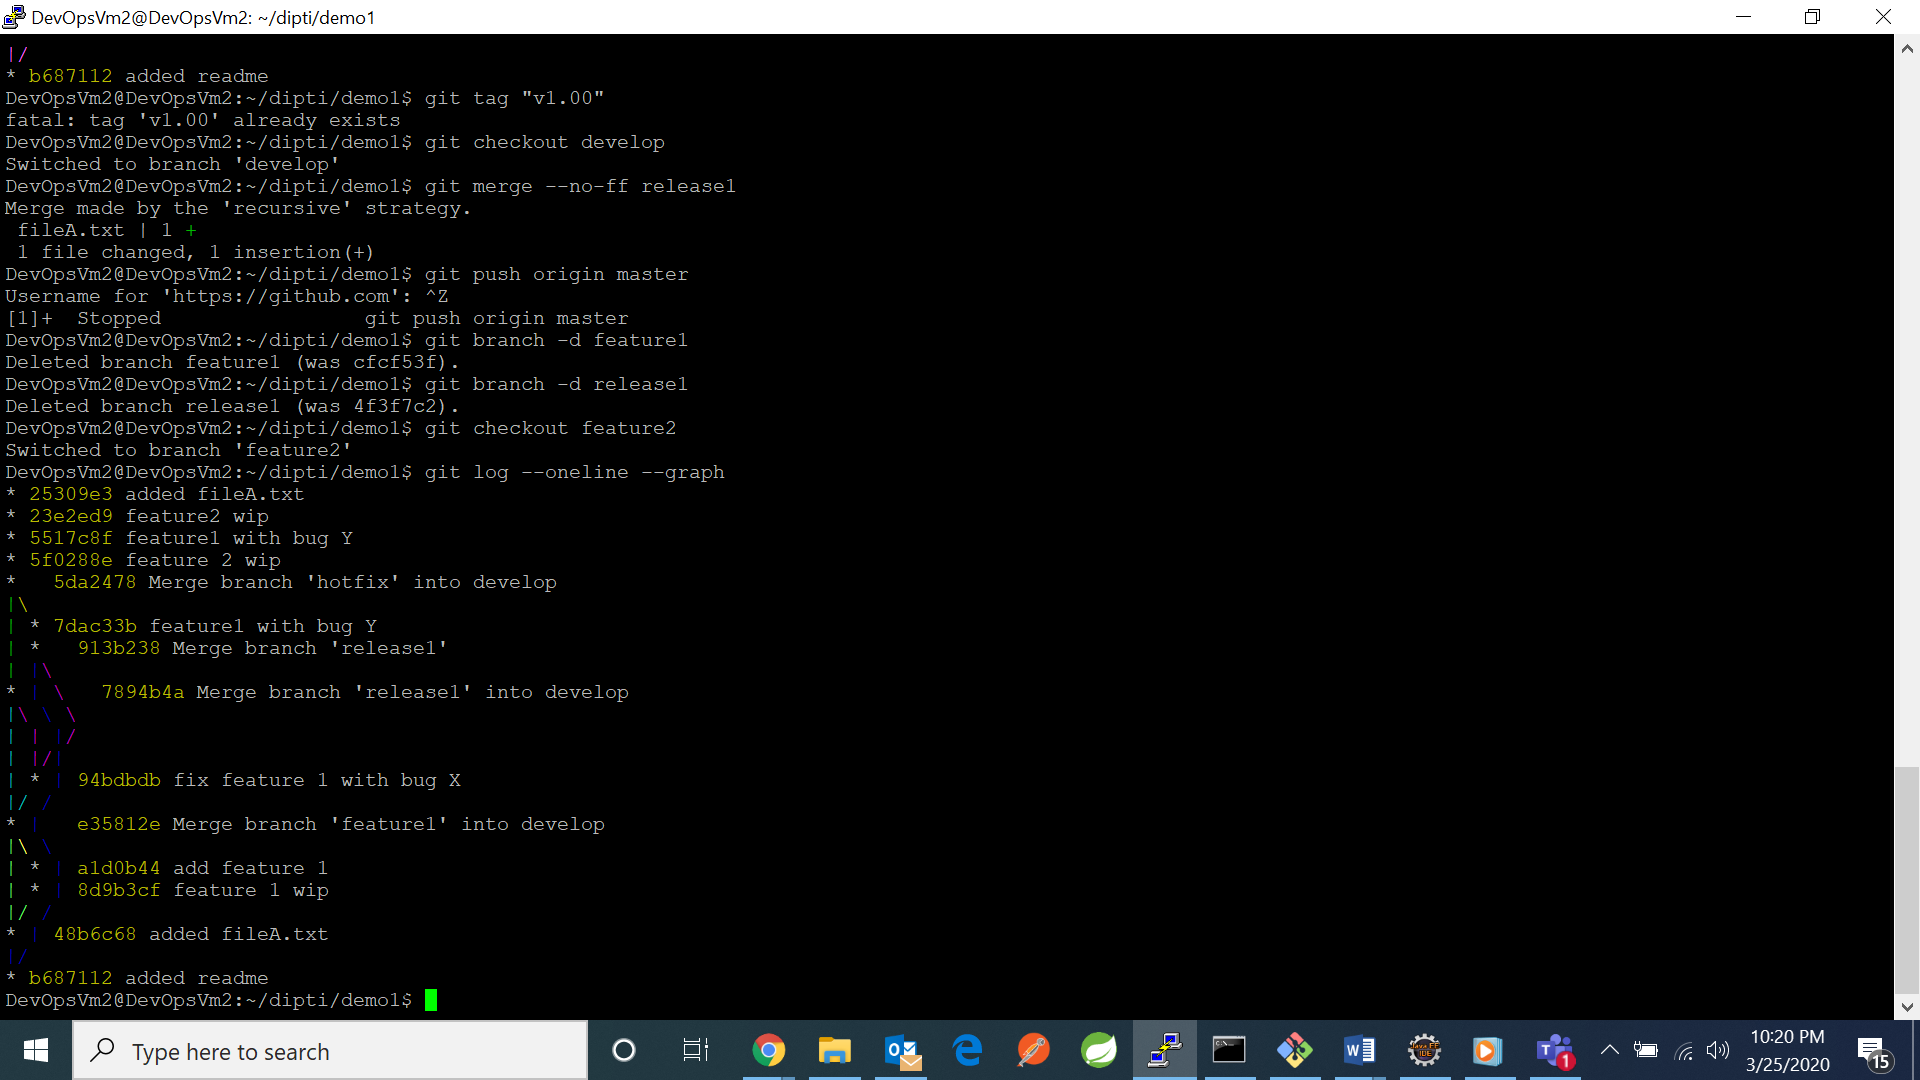 DevOpsVm2@DevOpsVm2: ~/dipti/demo1
|/
* b687112 added readme
DevOpsVm2@DevOpsVm2:~/dipti/demo1$ git tag "v1.00"
fatal: tag 'v1.00' already exists
DevOpsVm2@DevOpsVm2:~/dipti/demo1$ git checkout develop
Switched to branch 'develop'
DevOpsVm2@DevOpsVm2:~/dipti/demo1$ git merge --no-ff release1
Merge made by the 'recursive' strategy.
 fileA.txt | 1 +
 1 file changed, 1 insertion(+)
DevOpsVm2@DevOpsVm2:~/dipti/demo1$ git push origin master
Username for 'https://github.com': ^Z
[1]+  Stopped                 git push origin master
DevOpsVm2@DevOpsVm2:~/dipti/demo1$ git branch -d feature1
Deleted branch feature1 (was cfcf53f).
DevOpsVm2@DevOpsVm2:~/dipti/demo1$ git branch -d release1
Deleted branch release1 (was 4f3f7c2).
DevOpsVm2@DevOpsVm2:~/dipti/demo1$ git checkout feature2
Switched to branch 'feature2'
DevOpsVm2@DevOpsVm2:~/dipti/demo1$ git log --oneline --graph
* 25309e3 added fileA.txt
* 23e2ed9 feature2 wip
* 5517c8f feature1 with bug Y
* 5f0288e feature 2 wip
*   5da2478 Merge branch 'hotfix' into develop
|\
| * 7dac33b feature1 with bug Y
| *   913b238 Merge branch 'release1'
| |\
* | \   7894b4a Merge branch 'release1' into develop
|\ \ \
| | |/
| |/|
| * | 94bdbdb fix feature 1 with bug X
|/ /
* |   e35812e Merge branch 'feature1' into develop
|\ \
| * | a1d0b44 add feature 1
| * | 8d9b3cf feature 1 wip
|/ /
* | 48b6c68 added fileA.txt
|/
* b687112 added readme
DevOpsVm2@DevOpsVm2:~/dipti/demo1$
Type here to search
10:20 PM
3/25/2020
1
15